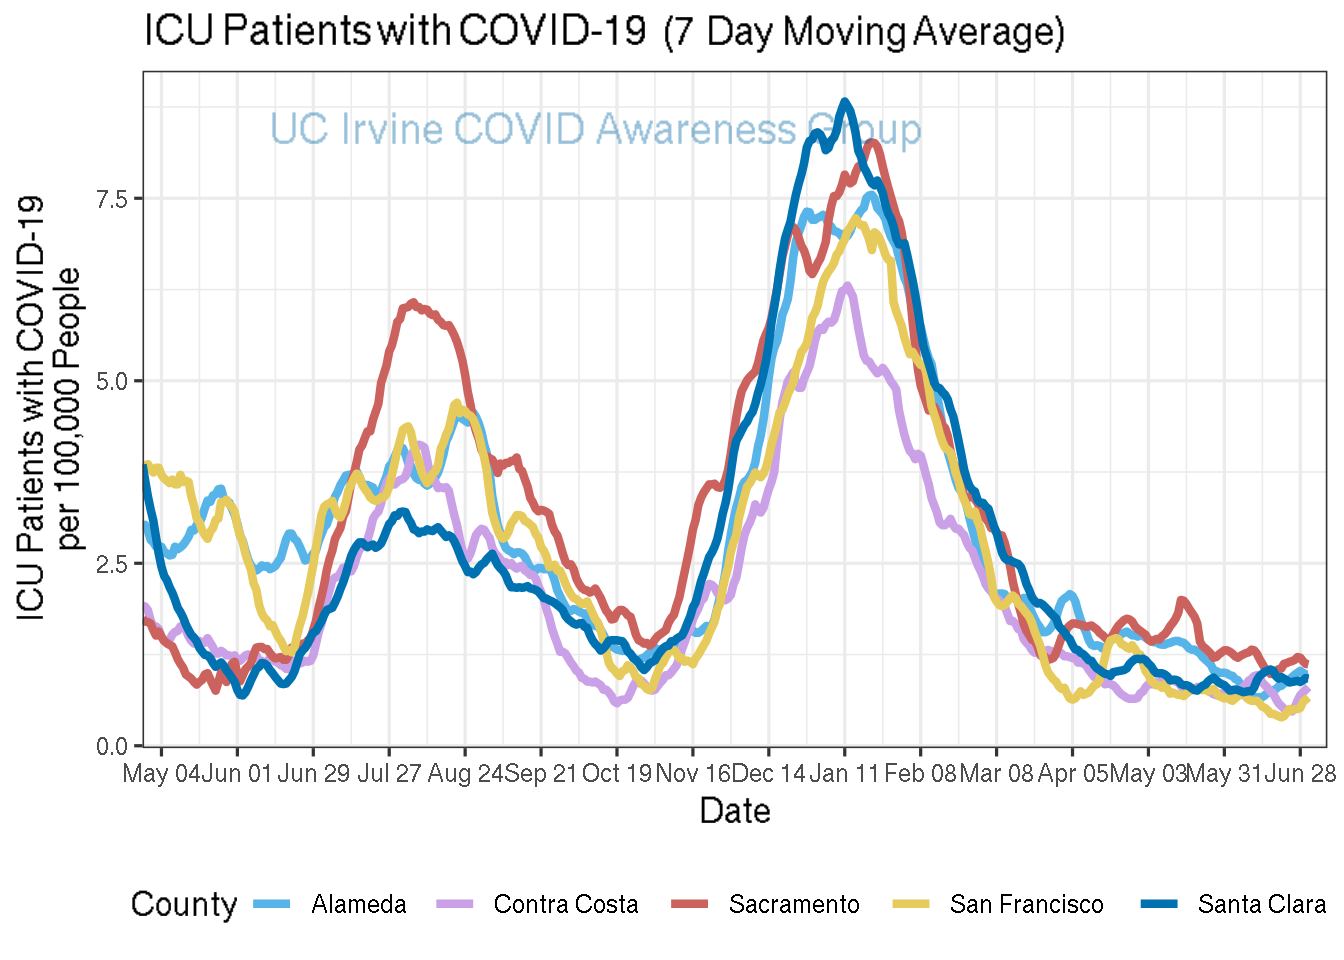 ICU Patients with COVID-19 (7 Day Moving Average)
UC Irvine COVID Awareness Group
ICU Patients with COVID-19
per 100,000 People
7.5
5.0
2.5
0.0
May 04 Jun 01 Jun 29 Jul 27 Aug 24 Sep 21 Oct 19 Nov 16 Dec 14 Jan 11 Feb 08 Mar 08 Apr 05 May 03 May 31 Jun 28
Date
County Alameda Contra Costa Sacramento San Francisco Santa Clara